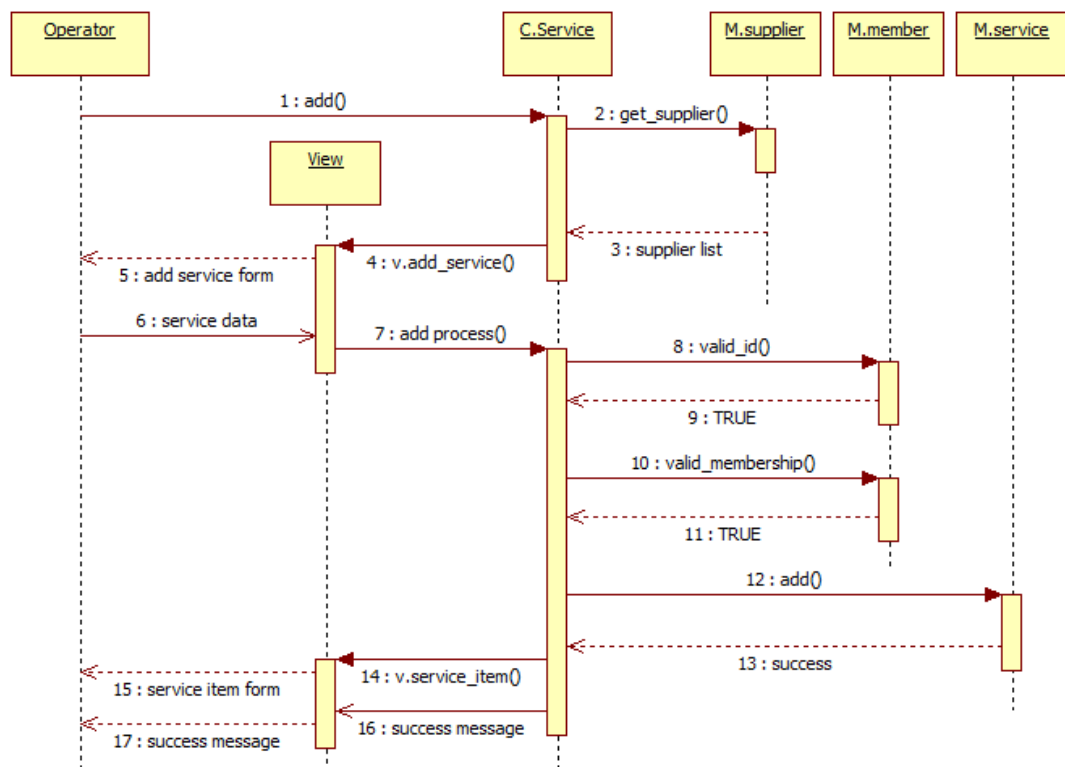 Operator
C.Service
M.supplier
M.member
M.service
1 : add()
2 : get_supplier()
View
3 : supplier list
4 : v.add_service()
5 : add service form
6 : service data
7 : add process()
8 : valid_id()
9 : TRUE
10 : valid_membership()
11 : TRUE
12 : add()
13 : success
14 : v.service_item()
15 : service item form
16 : success message
17 : success message